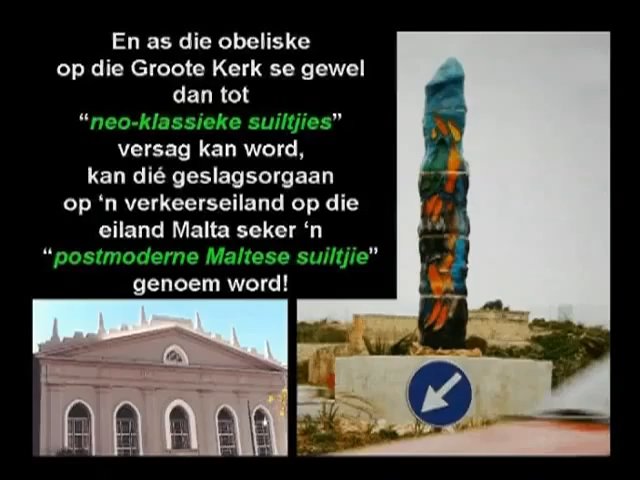 En as die obeliske
op die Groote Kerk se gewel
dan tot
“neo-klassieke suiltjies”
versag kan word,
kan dié geslagsorgaan
op ‘n verkeerseiland op die
eiland Malta seker ‘n
“postmoderne Maltese suiltjie”
genoem word!